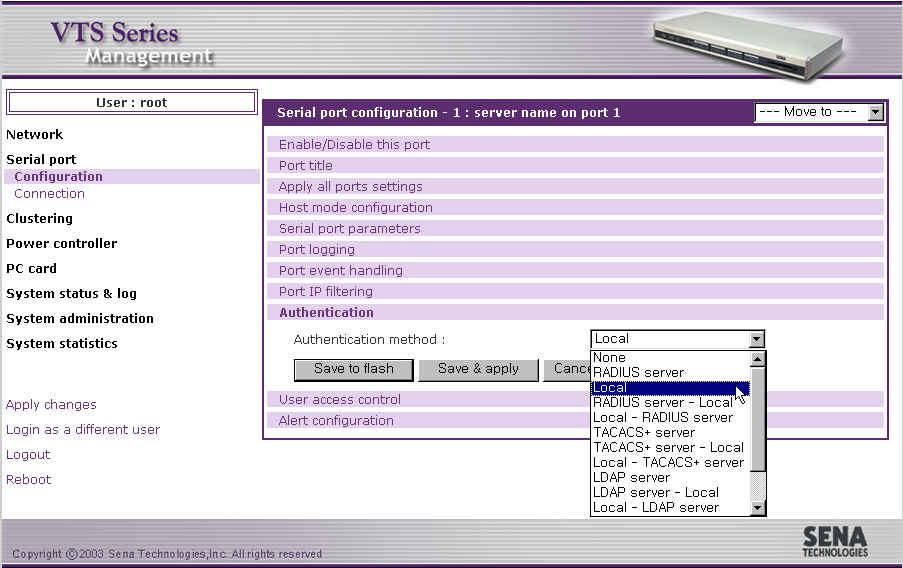 VTS Series
Management
User : root
Network
Serial port
Configuration
Connection
Clustering
Power controller
PC card
System status & log
System administration
System statistics
Apply changes
Login as a different user
Logout
Reboot
Serial port configuration - 1 : server name on port 1
--- Move to ---
Enable/Disable this port
Port title
Apply all ports settings
Host mode configuration
Serial port parameters
Port logging
Port event handling
Port IP filtering
Authentication
Authentication method :
Local
Save to flash
Save & apply
Canc
None
RADIUS server
Local
RADIUS server - Local
Local - RADIUS server
TACACS+ server
TACACS+ server - Local
Local - TACACS+ server
LDAP server
LDAP server - Local
Local - LDAP server
User access control
Alert configuration
Copyright ©2003 Sena Technologies,Inc. All rights reserved
SENA
TECHNOLOGIES